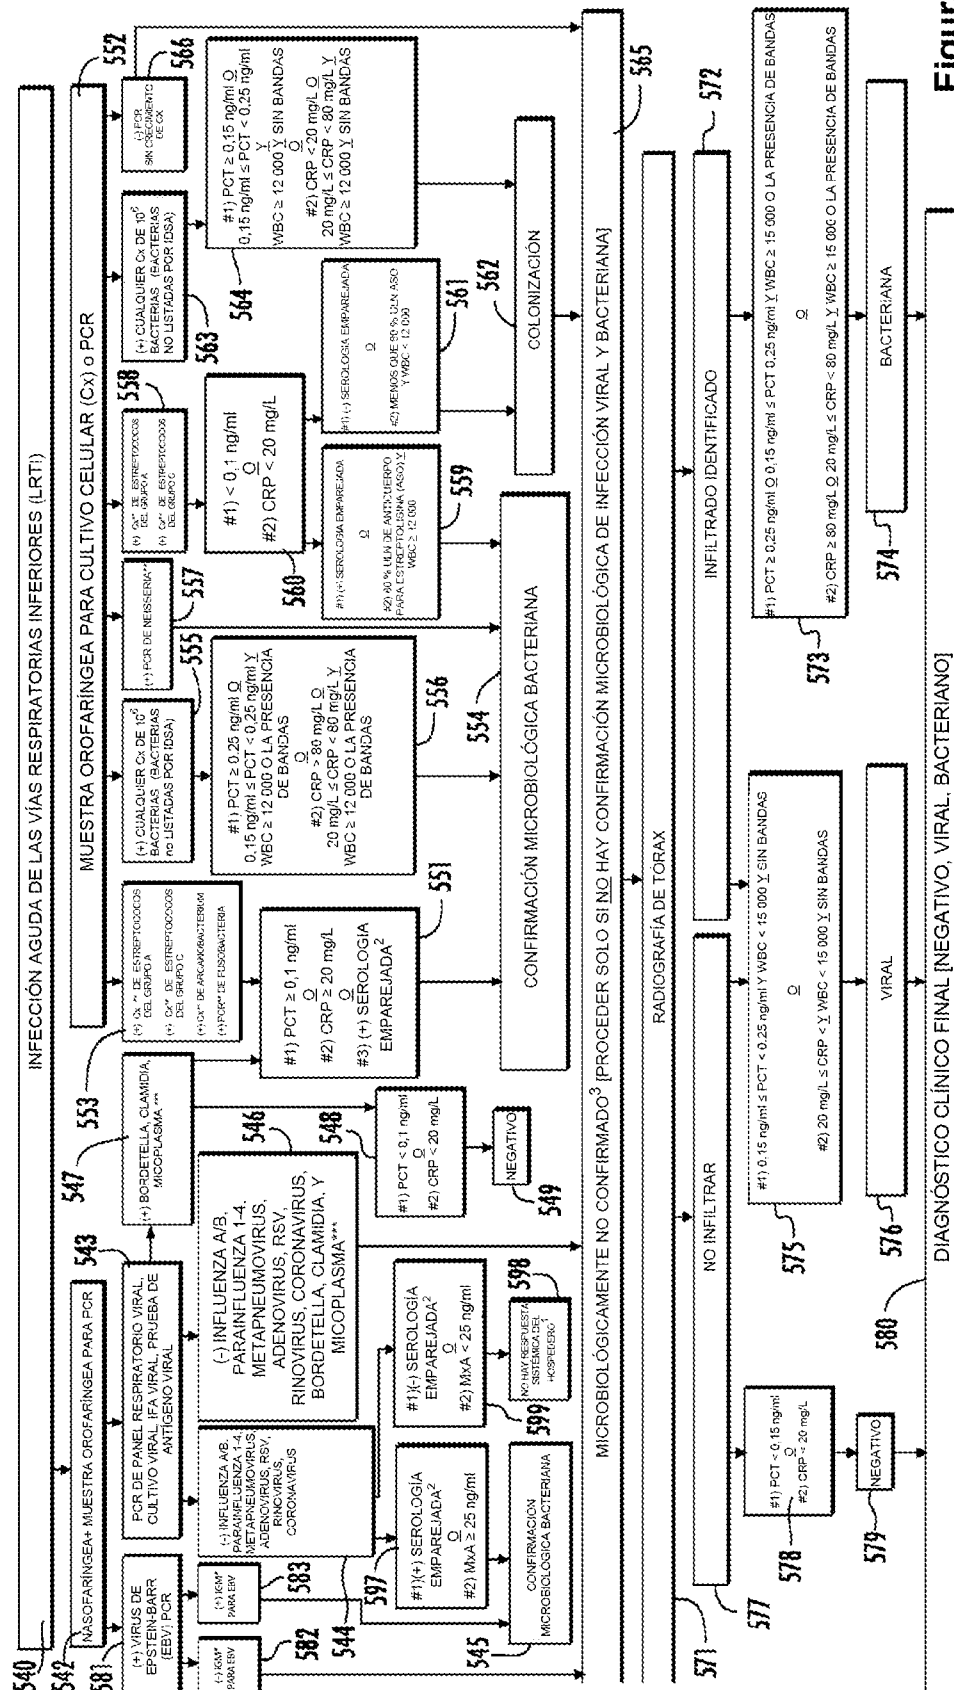 Figur
INFECCIÓN AGUDA DE LAS VÍAS RESPIRATORIAS INFERIORES (LRTI)
540
NASOFARÍNGEA+ MUESTRA OROFARÍNGEA PARA PCR
542
MUESTRA OROFARÍNGEA PARA CULTIVO CELULAR (Cx) o PCR
552
(+) VIRUS DE
EPSTEIN-BARR
(EBV) PCR
581
PCR DE PANEL RESPIRATORIO VIRAL,
CULTIVO VIRAL, IFA VIRAL, PRUEBA DE
ANTÍGENO VIRAL
543
(+) BORDETELLA, CLAMIDIA,
MICOPLASMA ***
547
(+) Cx ** DE ESTREPTOCOCOS
DEL GRUPO A
(+) Cx** DE ESTREPTOCOCOS
DEL GRUPO C
(+) Cx** DE ARCANOBACTERIUM
(+) PCR** DE FUSOBACTERIA
553
(+) CUALQUIER Cx DE 10⁵
BACTERIAS (BACTERIAS
no LISTADAS POR IDSA)
555
(+) PCR DE NEISSERIA**
557
(+) Cx** DE ESTREPTOCOCOS
DEL GRUPO A
(+) Cx** DE ESTREPTOCOCOS
DEL GRUPO C
558
(+) CUALQUIER Cx DE 10⁵
BACTERIAS (BACTERIAS
NO LISTADAS POR IDSA)
563
(-) PCR
SIN CRECIMIENTO
DE CX
566
(-) IGM*
PARA EBV
582
(+) IGM*
PARA EBV
583
(-) INFLUENZA A/B,
PARAINFLUENZA 1-4,
METAPNEUMOVIRUS,
ADENOVIRUS, RSV,
RINOVIRUS,
CORONAVIRUS
544
(-) INFLUENZA A/B,
PARAINFLUENZA 1-4,
METAPNEUMOVIRUS,
ADENOVIRUS, RSV,
RINOVIRUS, CORONAVIRUS,
BORDETELLA, CLAMIDIA, Y
MICOPLASMA***
546
#1) PCT < 0,1 ng/ml
O
#2) CRP < 20 mg/L
548
NEGATIVO
549
#1) PCT ≥ 0,1 ng/ml
O
#2) CRP ≥ 20 mg/L
O
#3) (+) SEROLOGÍA
EMPAREJADA²
551
#1) PCT ≥ 0,25 ng/ml O
0,15 ng/ml ≤ PCT < 0,25 ng/ml Y
WBC ≥ 12 000 O LA PRESENCIA
DE BANDAS
O
#2) CRP > 80 mg/L O
20 mg/L ≤ CRP < 80 mg/L Y
WBC ≥ 12 000 O LA PRESENCIA
DE BANDAS
556
#1) < 0,1 ng/ml
O
#2) CRP < 20 mg/L
560
#1) (+) SEROLOGIA EMPAREJADA
O
#2) 80 % ULN DE ANTICUERPO
PARA ESTREPTOLISINA (ASO) Y
WBC ≥ 12 000
559
#1) (-) SEROLOGIA EMPAREJADA
O
#2) MENOS QUE 80 % ULN ASO
Y WBC < 12 000
561
#1) PCT ≥ 0,15 ng/ml O
0,15 ng/ml ≤ PCT < 0,25 ng/ml
Y
WBC ≥ 12 000 Y SIN BANDAS
O
#2) CRP < 20 mg/L O
20 mg/L ≤ CRP < 80 mg/L Y
WBC ≥ 12 000 Y SIN BANDAS
564
#1)(+) SEROLOGÍA
EMPAREJADA²
O
#2) MxA ≥ 25 ng/ml
597
#1)(-) SEROLOGÍA
EMPAREJADA²
O
#2) MxA < 25 ng/ml
599
CONFIRMACIÓN
MICROBIOLOGICA BACTERIANA
545
NO HAY RESPUESTA
SISTÉMICA DEL
HOSPEDERO¹
598
CONFIRMACIÓN MICROBIOLÓGICA BACTERIANA
554
COLONIZACIÓN
562
MICROBIOLÓGICAMENTE NO CONFIRMADO³ [PROCEDER SOLO SI NO HAY CONFIRMACIÓN MICROBIOLÓGICA DE INFECCIÓN VIRAL Y BACTERIANA]
565
RADIOGRAFÍA DE TÓRAX
571
NO INFILTRAR
577
INFILTRADO IDENTIFICADO
572
#1) PCT < 0,15 ng/ml
O
#2) CRP < 20 mg/L
578
#1) 0,15 ng/ml ≤ PCT < 0,25 ng/ml Y WBC < 15 000 Y SIN BANDAS
O
#2) 20 mg/L ≤ CRP < Y WBC < 15 000 Y SIN BANDAS
575
#1) PCT ≥ 0,25 ng/ml O 0,15 ng/ml ≤ PCT 0,25 ng/ml Y WBC ≥ 15 000 O LA PRESENCIA DE BANDAS
O
#2) CRP ≥ 80 mg/L O 20 mg/L ≤ CRP < 80 mg/L Y WBC ≥ 15 000 O LA PRESENCIA DE BANDAS
573
NEGATIVO
579
VIRAL
576
BACTERIANA
574
DIAGNÓSTICO CLÍNICO FINAL [NEGATIVO, VIRAL, BACTERIANO]
580